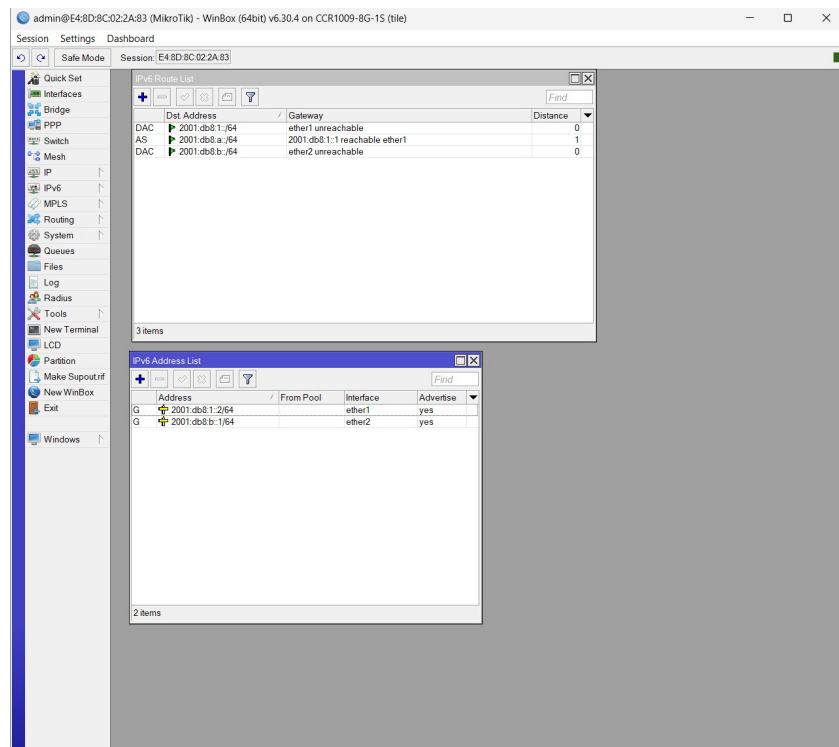 admin@E4:8D:8C:02:2A:83 (MikroTik) - WinBox (64bit) v6.30.4 on CCR1009-8G-1S (tile)
Session Settings Dashboard
Safe Mode Session: E4:8D:8C:02:2A:83
Quick Set
Interfaces
Bridge
PPP
Switch
Mesh
IP
IPv6
MPLS
Routing
System
Queues
Files
Log
Radius
Tools
New Terminal
LCD
Partition
Make Supout.rif
New WinBox
Exit
Windows
IPv6 Route List
Find
Dst. Address Gateway Distance
DAC 2001:db8:1::/64 ether1 unreachable 0
AS 2001:db8:a::/64 2001:db8:1::1 reachable ether1 1
DAC 2001:db8:b::/64 ether2 unreachable 0
3 items
IPv6 Address List
Find
Address From Pool Interface Advertise
G 2001:db8:1::2/64 ether1 yes
G 2001:db8:b::1/64 ether2 yes
2 items